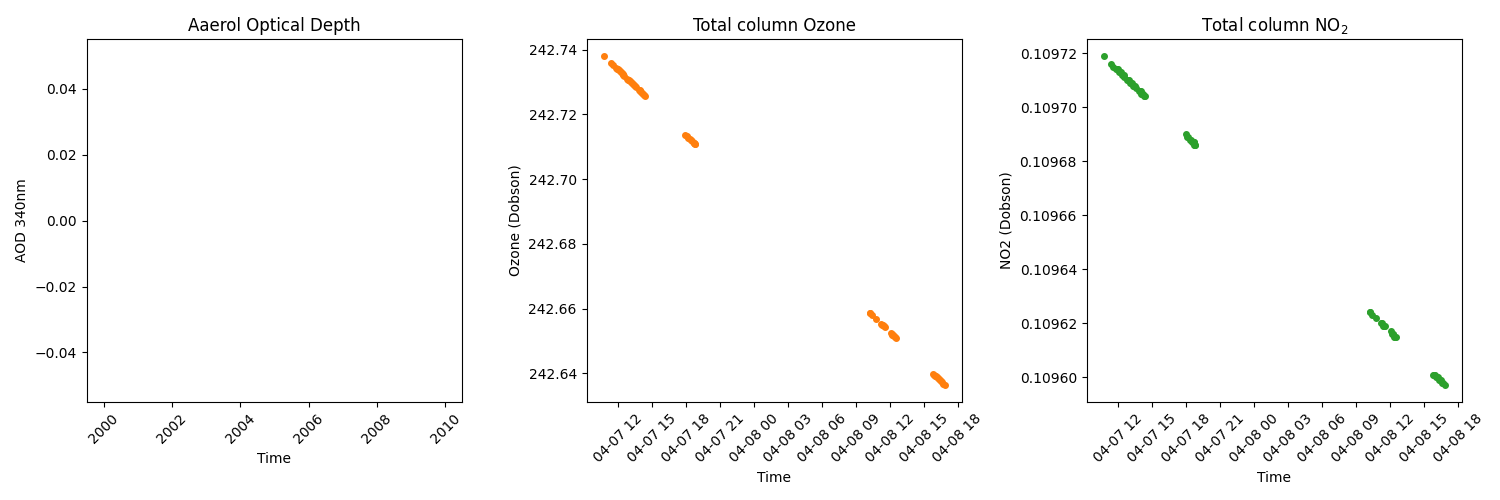 Aaerol Optical Depth
AOD 340nm
0.04
0.02
0.00
−0.02
−0.04
2000 2002 2004 2006 2008 2010
Time
Total column Ozone
Ozone (Dobson)
242.74
242.72
242.70
242.68
242.66
242.64
04-07 12 04-07 15 04-07 18 04-07 21 04-08 00 04-08 03 04-08 06 04-08 09 04-08 12 04-08 15 04-08 18
Time
Total column NO₂
NO2 (Dobson)
0.10972
0.10970
0.10968
0.10966
0.10964
0.10962
0.10960
04-07 12 04-07 15 04-07 18 04-07 21 04-08 00 04-08 03 04-08 06 04-08 09 04-08 12 04-08 15 04-08 18
Time